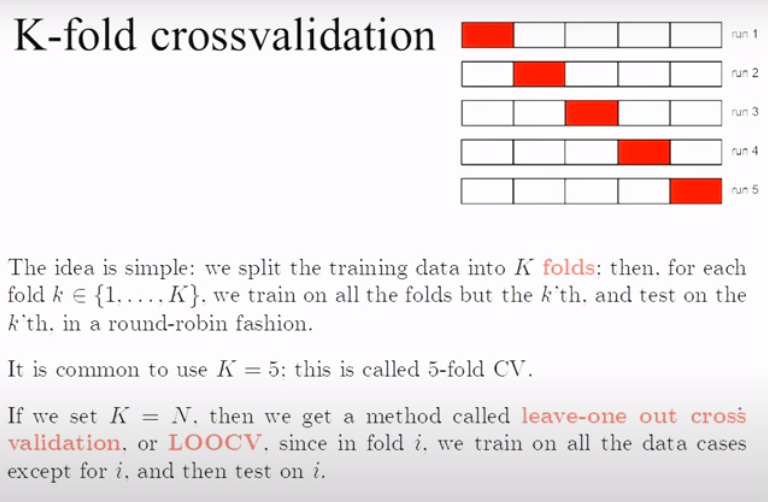 K-fold crossvalidation
run 1
run 2
run 3
run 4
run 5
The idea is simple: we split the training data into K folds: then, for each
fold k ∈ {1, . . . , K}, we train on all the folds but the k'th, and test on the
k'th, in a round-robin fashion.
It is common to use K = 5; this is called 5-fold CV.
If we set K = N, then we get a method called leave-one out cross
validation, or LOOCV, since in fold i, we train on all the data cases
except for i, and then test on i.